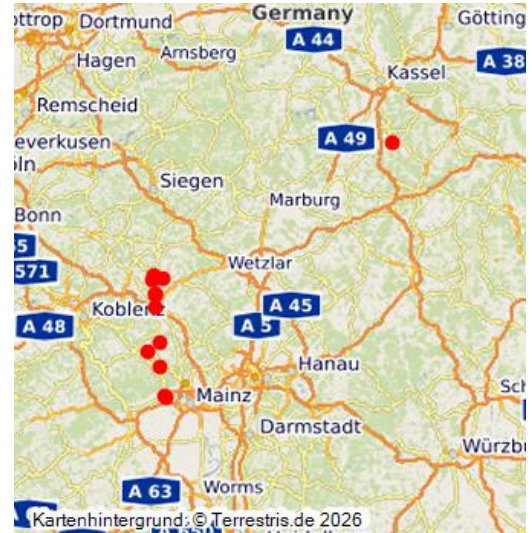 Germany
Götting
ottrop
Dortmund
A 44
Hagen
Arnsberg
Kassel
A 38
Remscheid
A 49
everkusen
öln
Siegen
Marburg
Bonn
Wetzlar
571
Koblenz
A 45
A 48
A 5
Hanau
Mainz
Sch
Darmstadt
Würzbu
A 63
Worms
Kartenhintergrund: © Terrestris.de 2026